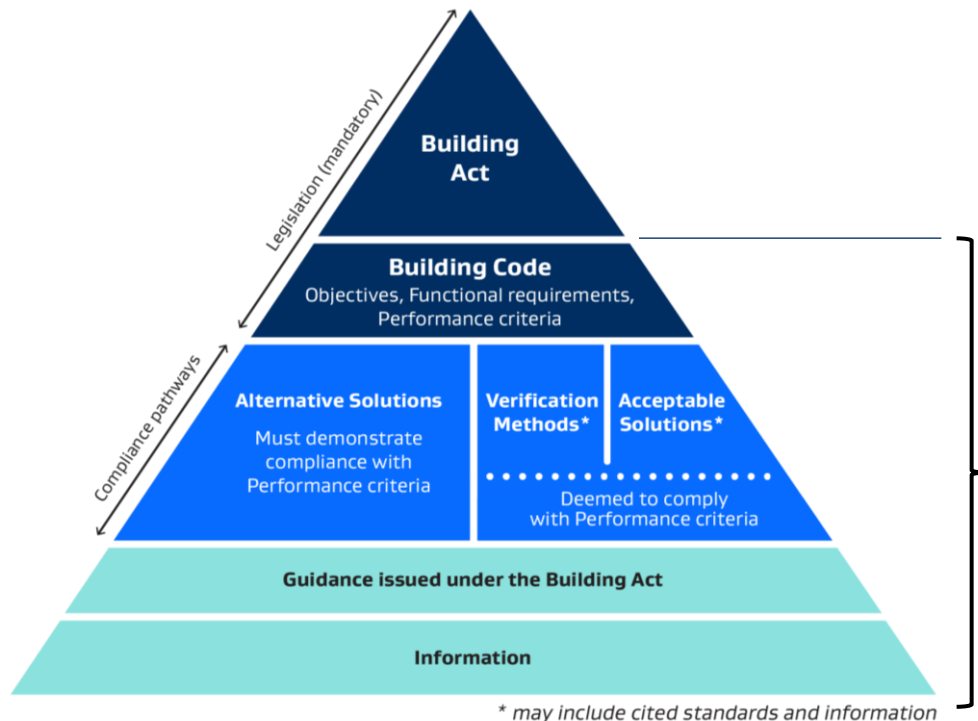 Building
Act
Legislation (mandatory)
Building Code
Objectives, Functional requirements,
Performance criteria
Compliance pathways
Alternative Solutions
Must demonstrate
compliance with
Performance criteria
Verification
Methods*
Acceptable
Solutions*
Deemed to comply
with Performance criteria
Guidance issued under the Building Act
Information
* may include cited standards and information